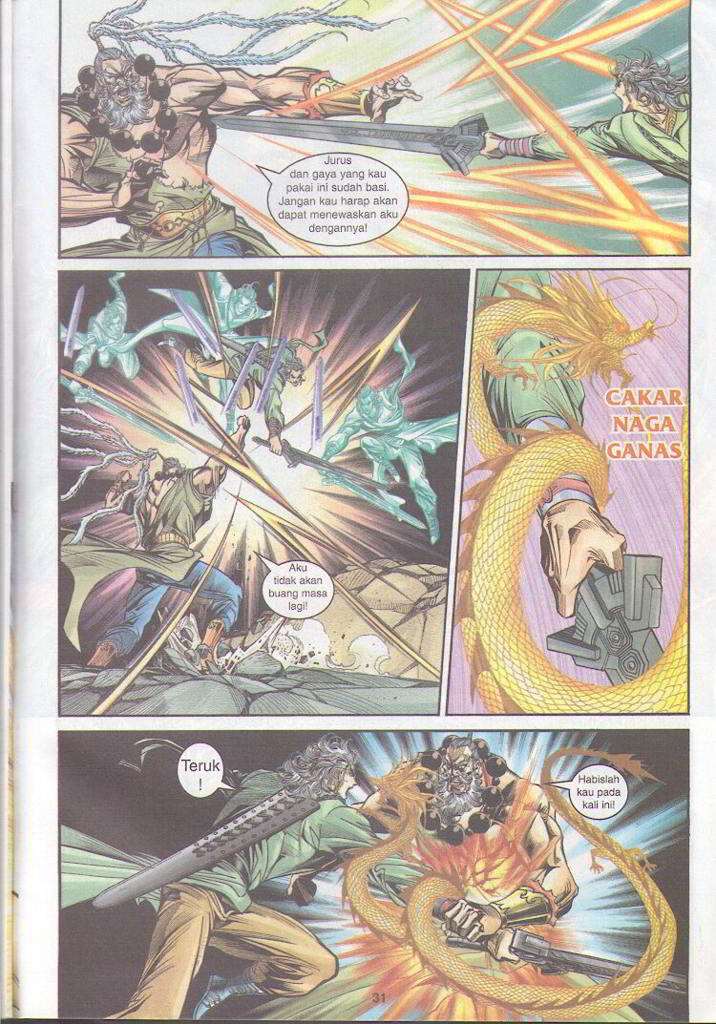 Jurus
dan gaya yang kau
pakai ini sudah basi.
Jangan kau harap akan
dapat menewaskan aku
dengannya!
Aku
tidak akan
buang masa
lagi!
CAKAR
NAGA
GANAS
Teruk
!
Habislah
kau pada
kali ini!
31